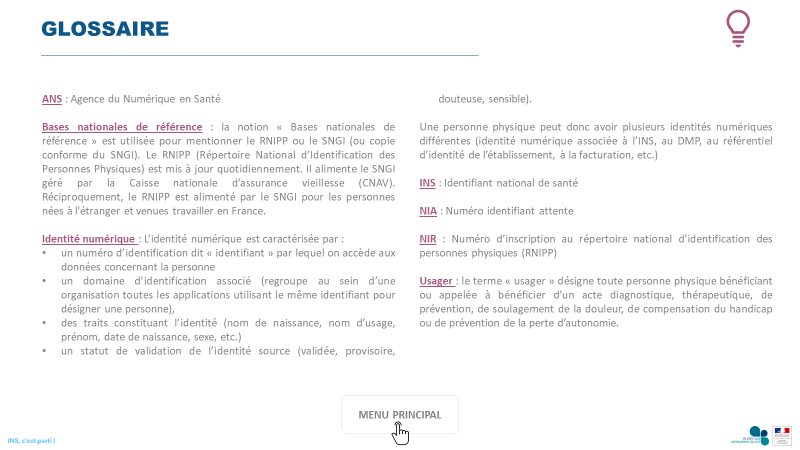 GLOSSAIRE
ANS : Agence du Numérique en Santé
Bases nationales de référence : la notion « Bases nationales de
référence » est utilisée pour mentionner le RNIPP ou le SNGI (ou copie
conforme du SNGI). Le RNIPP (Répertoire National d'Identification des
Personnes Physiques) est mis à jour quotidiennement. Il alimente le SNGI
géré par la Caisse nationale d'assurance vieillesse (CNAV).
Réciproquement, le RNIPP est alimenté par le SNGI pour les personnes
nées à l'étranger et venues travailler en France.
Identité numérique : L'identité numérique est caractérisée par :
• un numéro d'identification dit « identifiant » par lequel on accède aux
données concernant la personne
• un domaine d'identification associé (regroupe au sein d'une
organisation toutes les applications utilisant le même identifiant pour
désigner une personne),
• des traits constituant l'identité (nom de naissance, nom d'usage,
prénom, date de naissance, sexe, etc.)
• un statut de validation de l'identité source (validée, provisoire,
douteuse, sensible).
Une personne physique peut donc avoir plusieurs identités numériques
différentes (identité numérique associée à l'INS, au DMP, au référentiel
d'identité de l'établissement, à la facturation, etc.)
INS : Identifiant national de santé
NIA : Numéro identifiant attente
NIR : Numéro d'inscription au répertoire national d'identification des
personnes physiques (RNIPP)
Usager : le terme « usager » désigne toute personne physique bénéficiant
ou appelée à bénéficier d'un acte diagnostique, thérapeutique, de
prévention, de soulagement de la douleur, de compensation du handicap
ou de prévention de la perte d'autonomie.
MENU PRINCIPAL
INS, c'est parti !